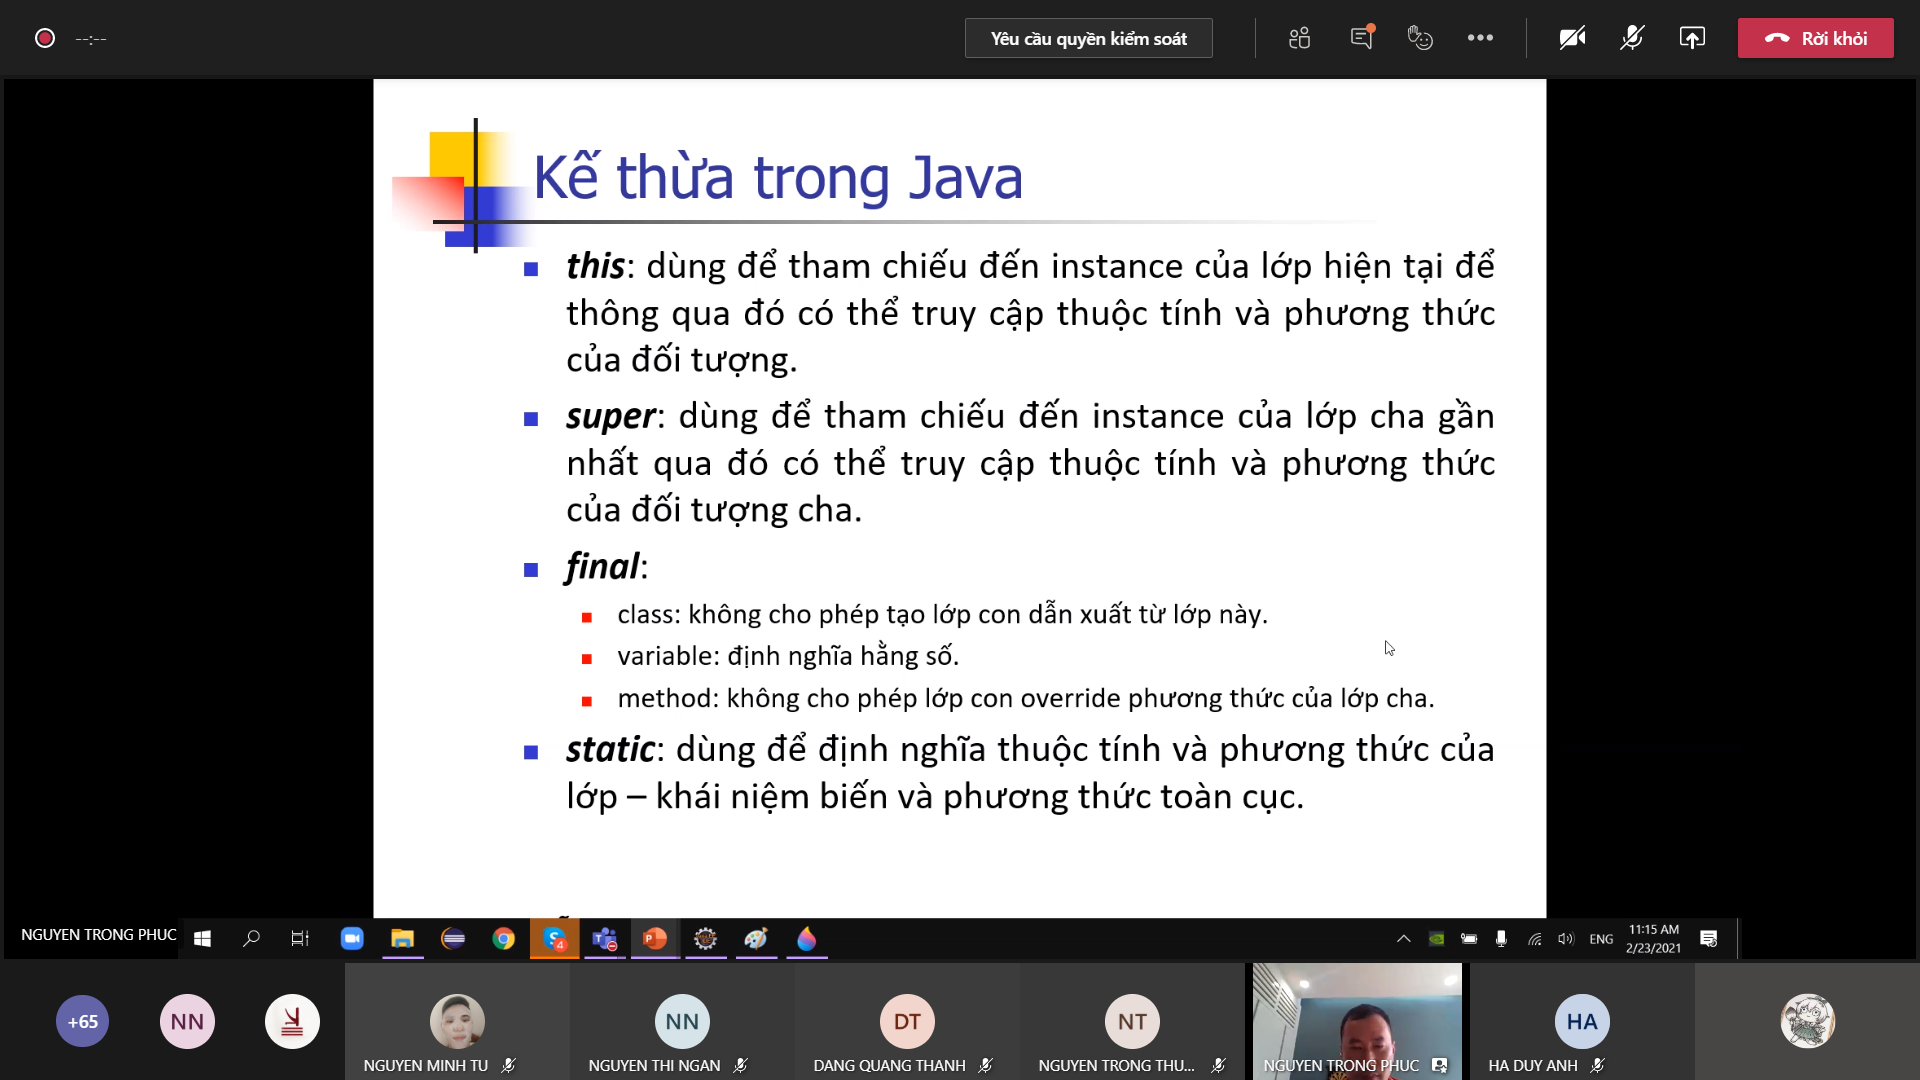 --:--
Yêu cầu quyền kiểm soát
Rời khỏi
Kế thừa trong Java
this: dùng để tham chiếu đến instance của lớp hiện tại để
thông qua đó có thể truy cập thuộc tính và phương thức
của đối tượng.
super: dùng để tham chiếu đến instance của lớp cha gần
nhất qua đó có thể truy cập thuộc tính và phương thức
của đối tượng cha.
final:
class: không cho phép tạo lớp con dẫn xuất từ lớp này.
variable: định nghĩa hằng số.
method: không cho phép lớp con override phương thức của lớp cha.
static: dùng để định nghĩa thuộc tính và phương thức của
lớp – khái niệm biến và phương thức toàn cục.
NGUYEN TRONG PHUC
4
ENG
11:15 AM
2/23/2021
+65
NN
NN
DT
NT
HA
NGUYEN MINH TU
NGUYEN THI NGAN
DANG QUANG THANH
NGUYEN TRONG THU...
NGUYEN TRONG PHUC
HA DUY ANH